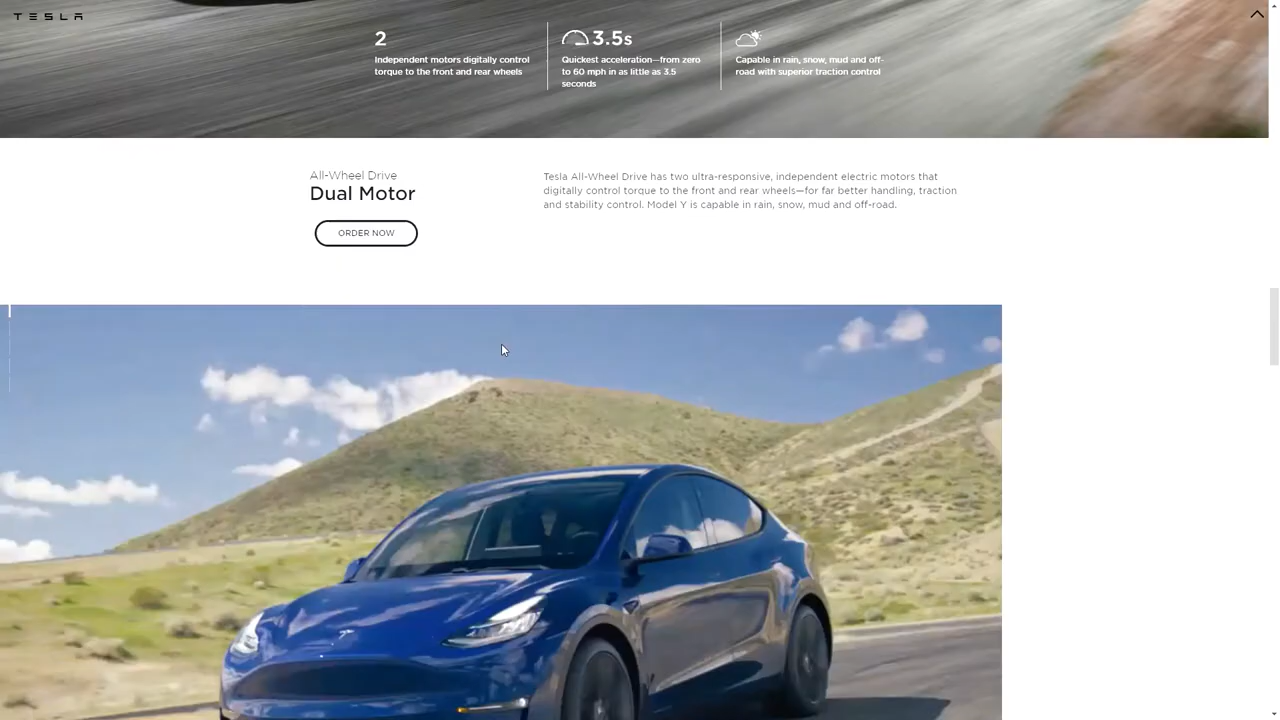 TESLA
2
Independent motors digitally control
torque to the front and rear wheels
3.5s
Quickest acceleration—from zero
to 60 mph in as little as 3.5
seconds
Capable in rain, snow, mud and off-
road with superior traction control
All-Wheel Drive
Dual Motor
ORDER NOW
Tesla All-Wheel Drive has two ultra-responsive, independent electric motors that
digitally control torque to the front and rear wheels—for far better handling, traction
and stability control. Model Y is capable in rain, snow, mud and off-road.